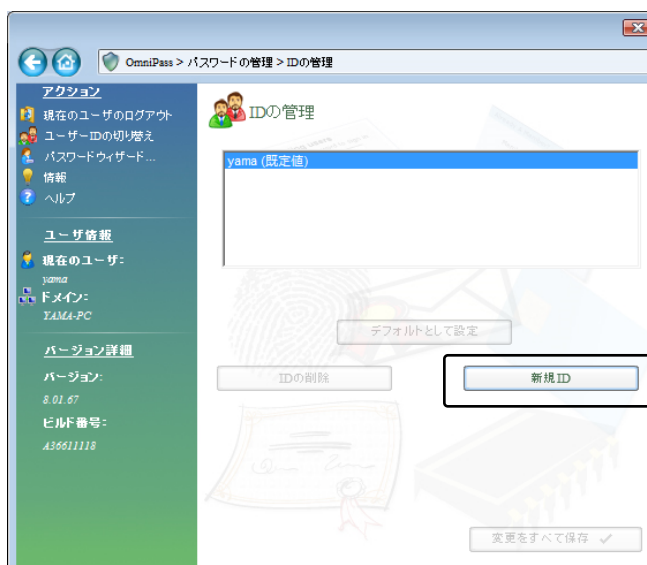 OmniPass > パスワードの管理 > IDの管理
アクション
現在のユーザのログアウト
ユーザーIDの切り替え
パスワードウィザード...
情報
ヘルプ
ユーザ情報
現在のユーザ:
yama
ドメイン:
YAMA-PC
バージョン詳細
バージョン:
8.01.67
ビルド番号:
A36611118
IDの管理
yama (既定値)
デフォルトとして設定
IDの削除
新規ID
変更をすべて保存